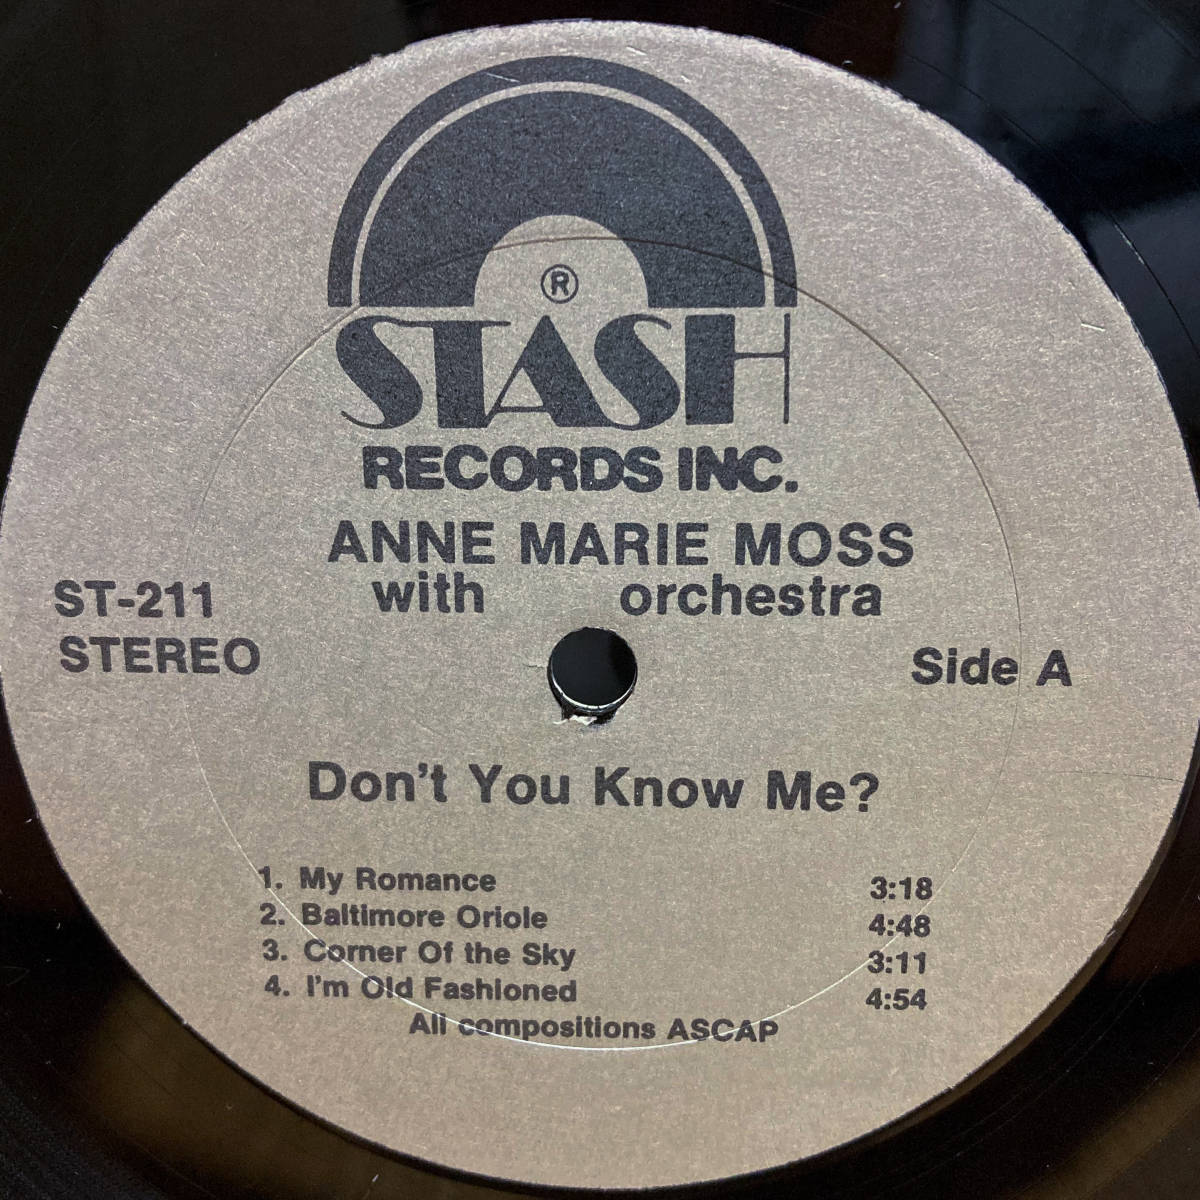 ®
STASH
RECORDS INC.
ANNE MARIE MOSS
with orchestra
ST-211
STEREO
Side A
Don't You Know Me?
1. My Romance 3:18
2. Baltimore Oriole 4:48
3. Corner Of the Sky 3:11
4. I'm Old Fashioned 4:54
All compositions ASCAP